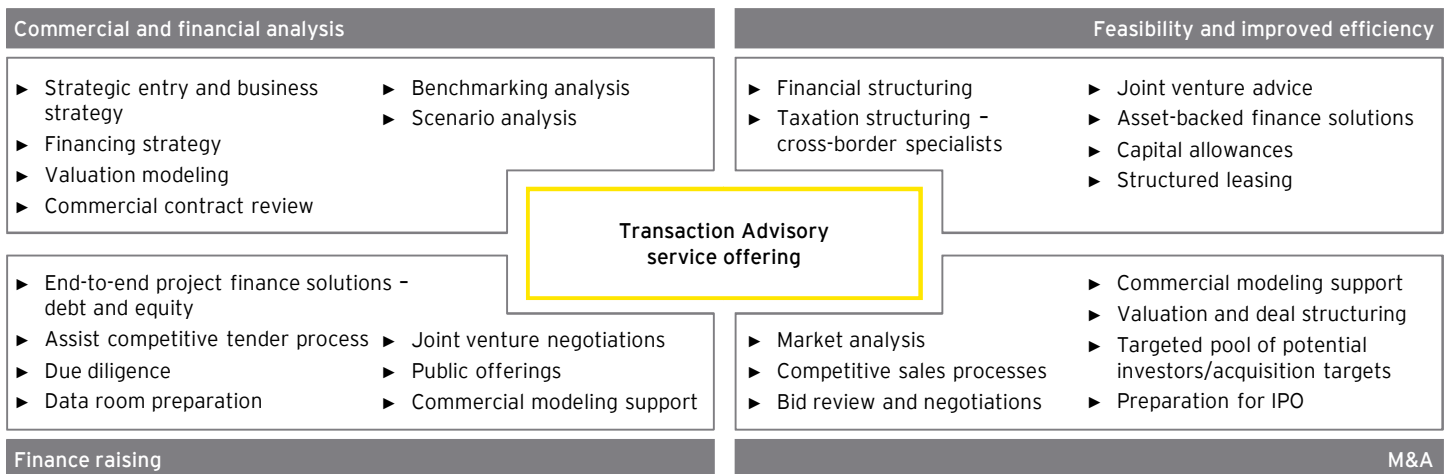 Commercial and financial analysis
► Strategic entry and business
strategy
► Financing strategy
► Valuation modeling
► Commercial contract review
► Benchmarking analysis
► Scenario analysis
Feasibility and improved efficiency
► Financial structuring
► Taxation structuring –
cross-border specialists
► Joint venture advice
► Asset-backed finance solutions
► Capital allowances
► Structured leasing
Transaction Advisory
service offering
► End-to-end project finance solutions –
debt and equity
► Assist competitive tender process
► Due diligence
► Data room preparation
► Joint venture negotiations
► Public offerings
► Commercial modeling support
Finance raising
► Market analysis
► Competitive sales processes
► Bid review and negotiations
► Commercial modeling support
► Valuation and deal structuring
► Targeted pool of potential
investors/acquisition targets
► Preparation for IPO
M&A